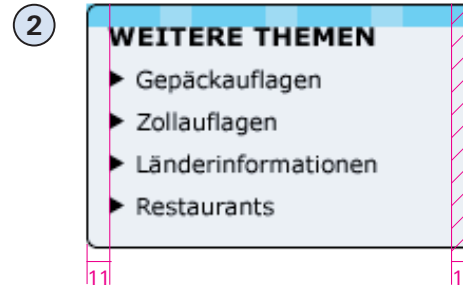 2
WEITERE THEMEN
Gepäckauflagen
Zollauflagen
Länderinformationen
Restaurants
11